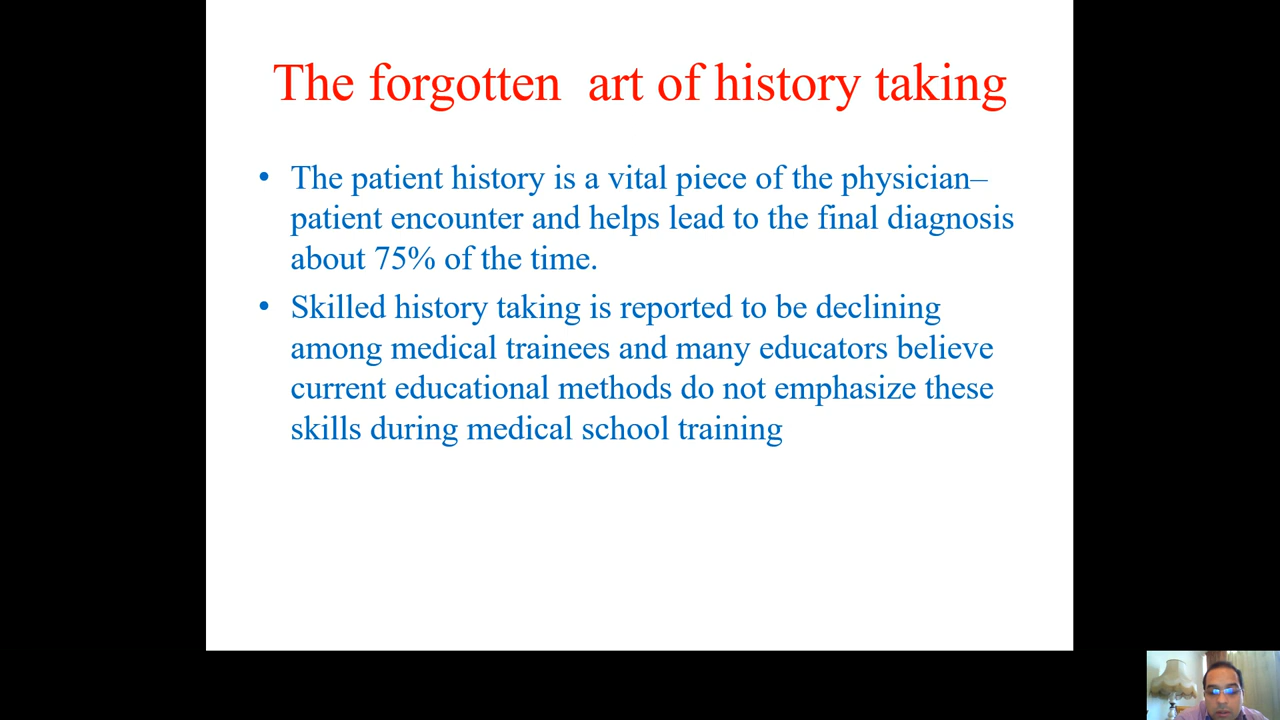 The forgotten  art of history taking
• The patient history is a vital piece of the physician–
patient encounter and helps lead to the final diagnosis
about 75% of the time.
• Skilled history taking is reported to be declining
among medical trainees and many educators believe
current educational methods do not emphasize these
skills during medical school training